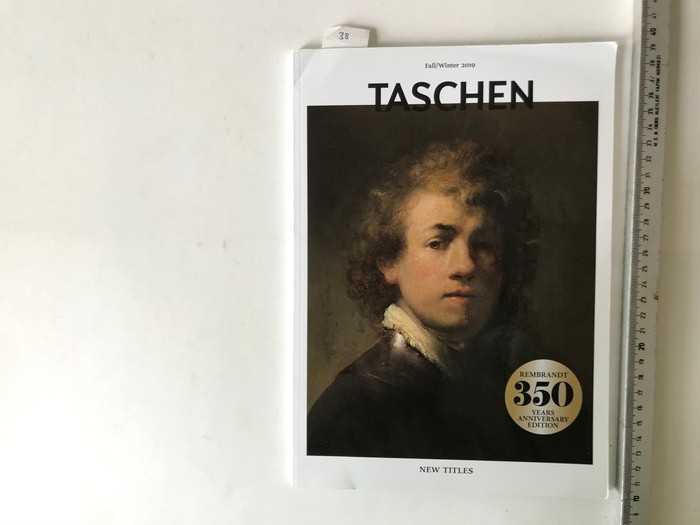 38
Fall/Winter 2019
TASCHEN
REMBRANDT
350
YEARS
ANNIVERSARY
EDITION
NEW TITLES